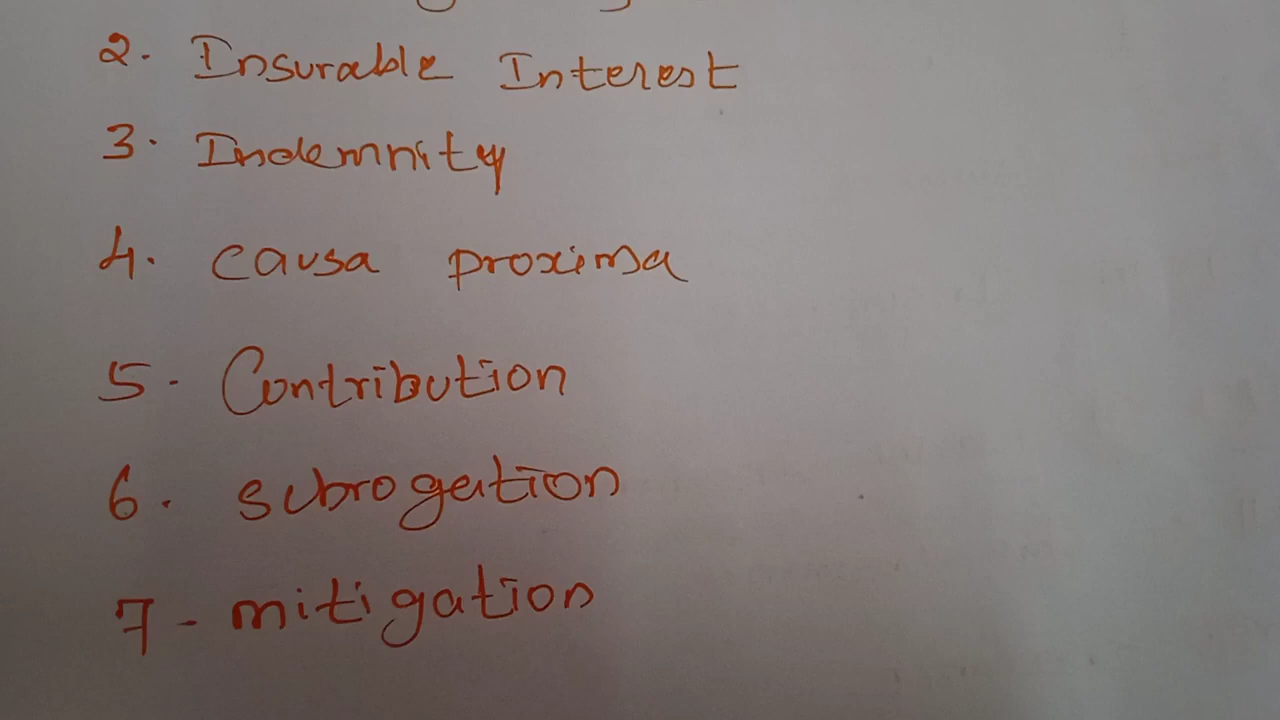 2. Insurable Interest
3. Indemnity
4. causa proxima
5. Contribution
6. subrogation
7 - mitigation